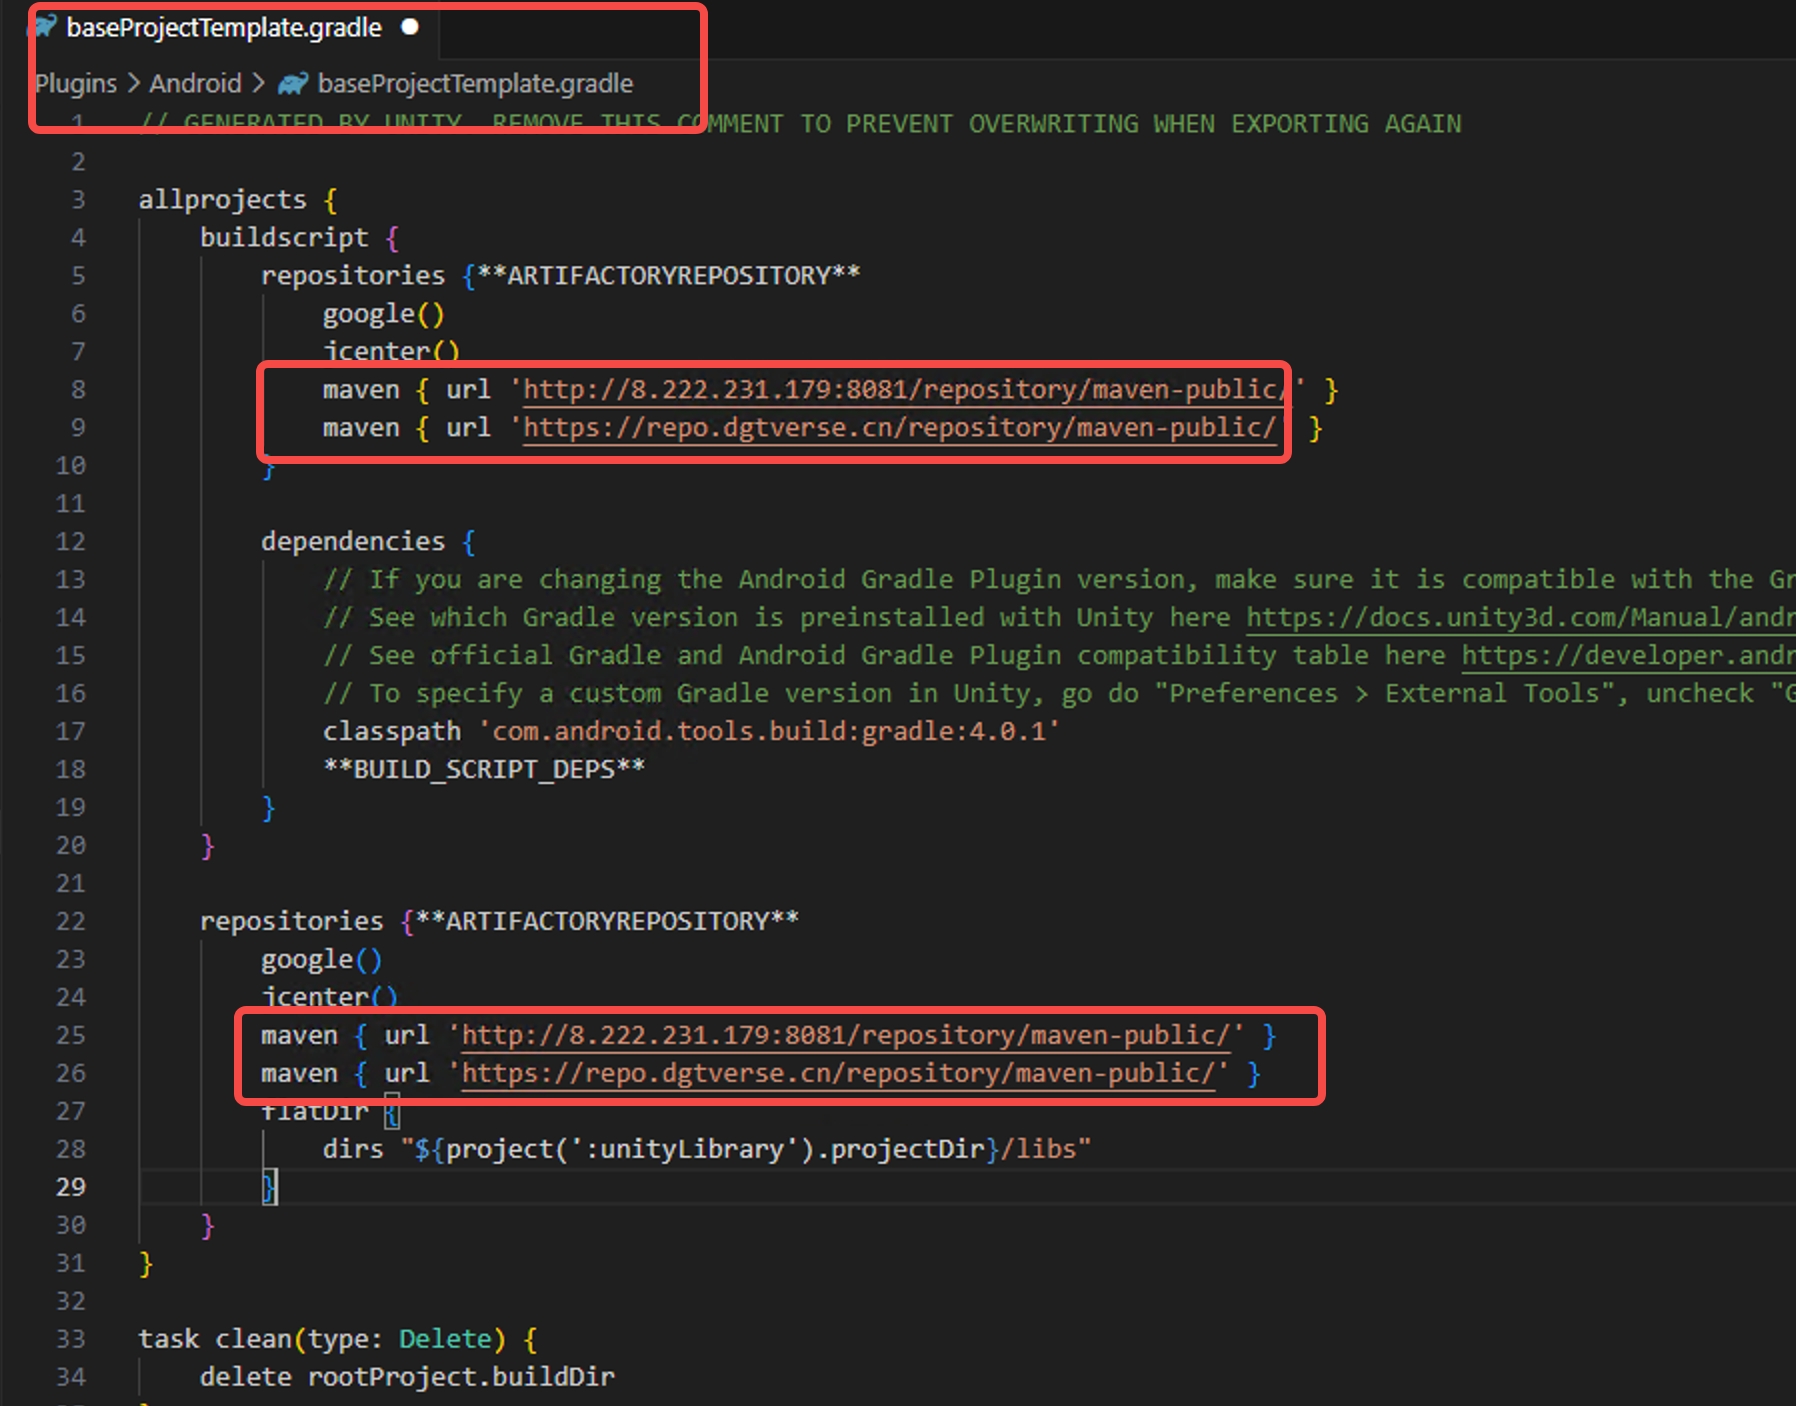 baseProjectTemplate.gradle
Plugins > Android > baseProjectTemplate.gradle
1 // GENERATED BY UNITY. REMOVE THIS COMMENT TO PREVENT OVERWRITING WHEN EXPORTING AGAIN
2
3 allprojects {
4 buildscript {
5 repositories {**ARTIFACTORYREPOSITORY**
6 google()
7 jcenter()
8 maven { url 'http://8.222.231.179:8081/repository/maven-public/' }
9 maven { url 'https://repo.dgtverse.cn/repository/maven-public/' }
10 }
11
12 dependencies {
13 // If you are changing the Android Gradle Plugin version, make sure it is compatible with the Gr
14 // See which Gradle version is preinstalled with Unity here https://docs.unity3d.com/Manual/andr
15 // See official Gradle and Android Gradle Plugin compatibility table here https://developer.andr
16 // To specify a custom Gradle version in Unity, go do "Preferences > External Tools", uncheck "G
17 classpath 'com.android.tools.build:gradle:4.0.1'
18 **BUILD_SCRIPT_DEPS**
19 }
20 }
21
22 repositories {**ARTIFACTORYREPOSITORY**
23 google()
24 jcenter()
25 maven { url 'http://8.222.231.179:8081/repository/maven-public/' }
26 maven { url 'https://repo.dgtverse.cn/repository/maven-public/' }
27 flatDir {
28 dirs "${project(':unityLibrary').projectDir}/libs"
29 }
30 }
31 }
32
33 task clean(type: Delete) {
34 delete rootProject.buildDir